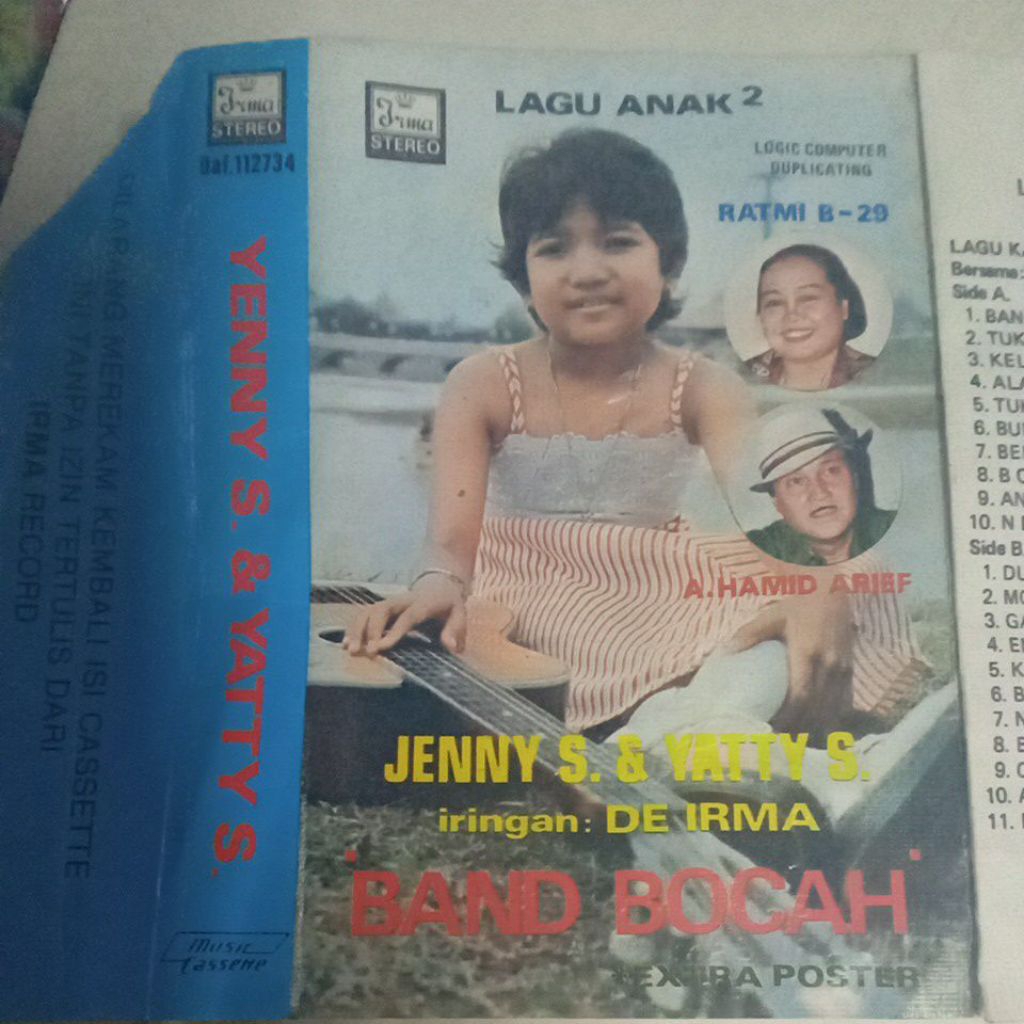 DILARANG MEREKAM KEMBALI ISI CASSETTE
INI TANPA IZIN TERTULIS DARI
IRMA RECORD
Irma
STEREO
Daf.112734
YENNY S. & YATTY S.
MUSIC
Cassette
Irma
STEREO
LAGU ANAK 2
LOGIC COMPUTER
DUPLICATING
RATMI B-29
A.HAMID ARIEF
JENNY S. & YATTY S.
iringan: DE IRMA
"BAND BOCAH"
+EXTRA POSTER
LAGU
Bersama:
Side A.
1. BAN
2. TUK
3. KEL
4. ALA
5. TU
6. BU
7. BE
8. BO
9. AN
10. N
Side B
1. DU
2. MO
3. GA
4. E
5. K
6. B
7. N
8. E
9. C
10. A
11.